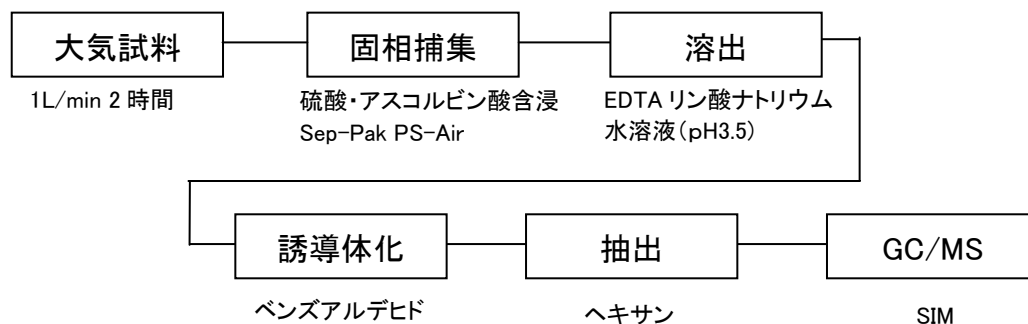 大気試料
固相捕集
溶出
1L/min 2 時間
硫酸・アスコルビン酸含浸
Sep-Pak PS-Air
EDTA リン酸ナトリウム
水溶液(pH3.5)
誘導体化
抽出
GC/MS
ベンズアルデヒド
ヘキサン
SIM